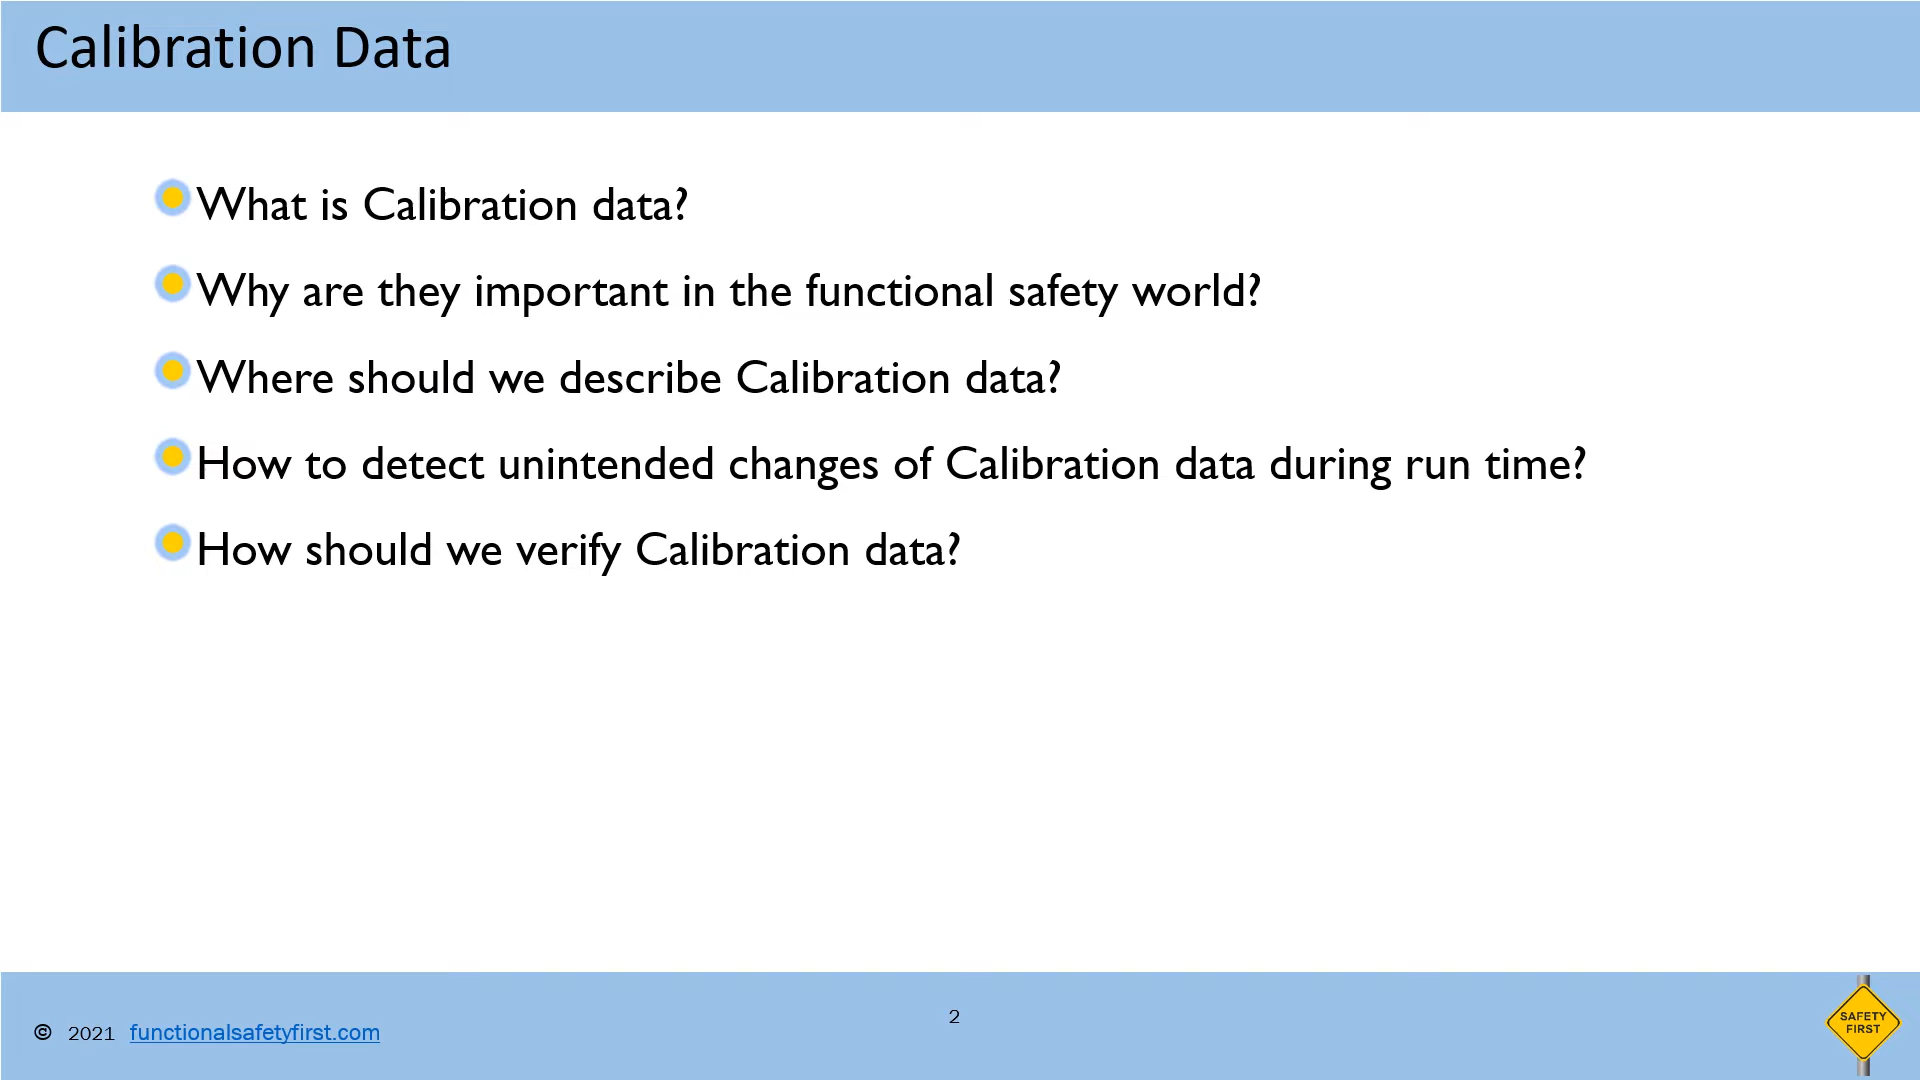 Calibration Data
What is Calibration data?
Why are they important in the functional safety world?
Where should we describe Calibration data?
How to detect unintended changes of Calibration data during run time?
How should we verify Calibration data?
© 2021 functionalsafetyfirst.com
2
SAFETY
FIRST